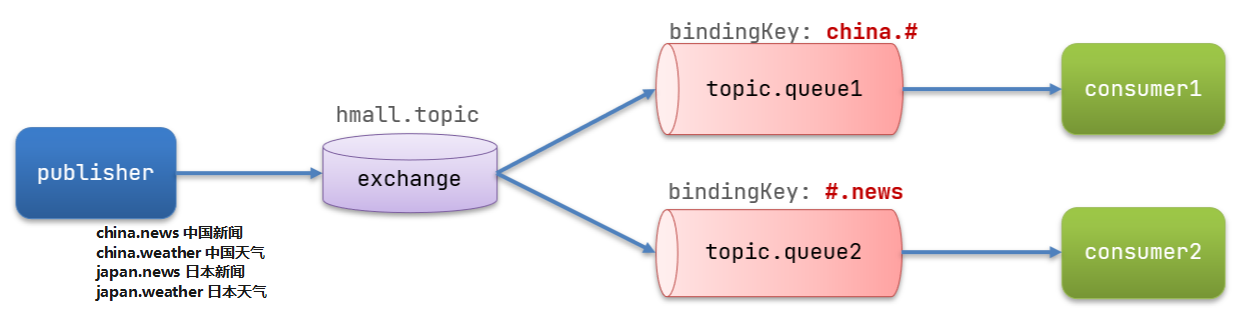 publisher
china.news 中国新闻
china.weather 中国天气
japan.news 日本新闻
japan.weather 日本天气
hmall.topic
exchange
bindingKey: china.#
topic.queue1
consumer1
bindingKey: #.news
topic.queue2
consumer2